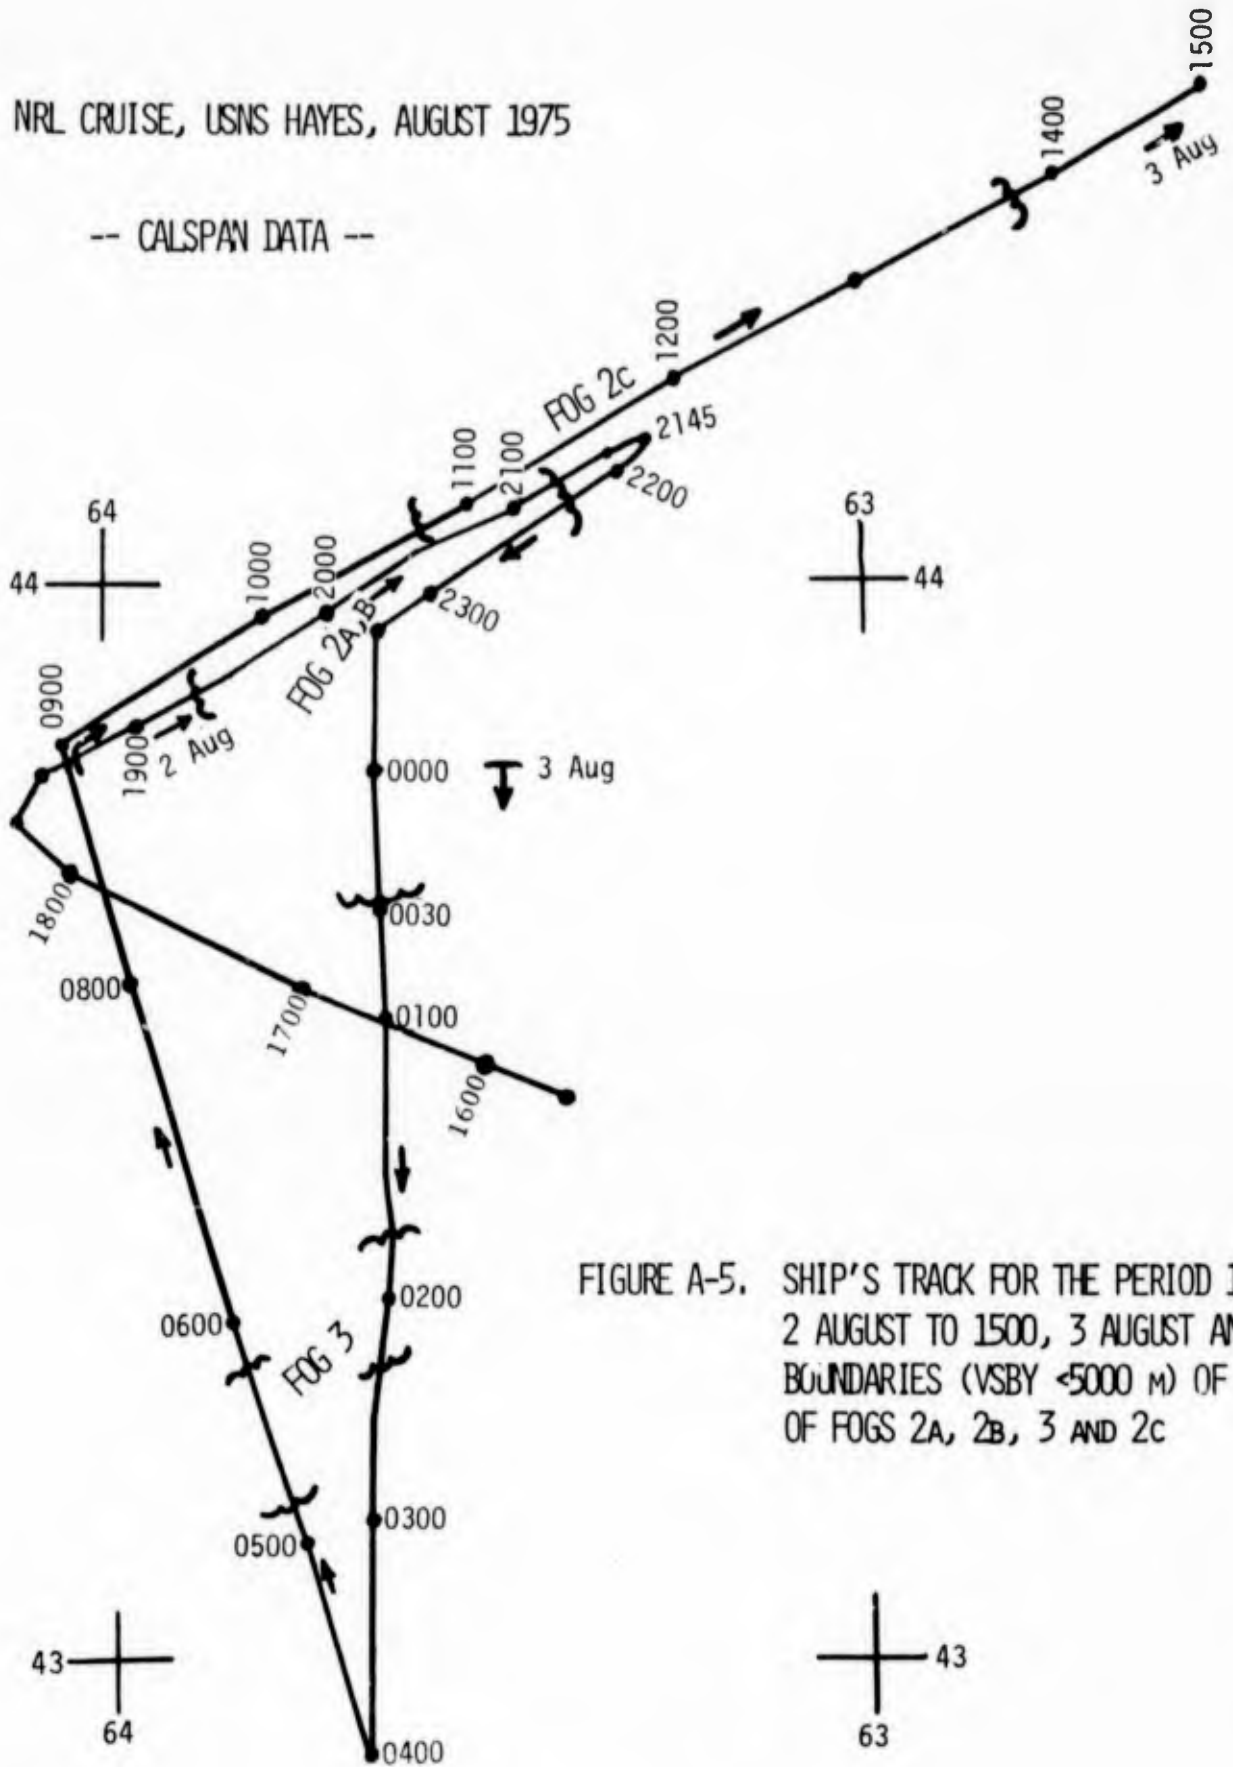 NRL CRUISE, USNS HAYES, AUGUST 1975
-- CALSPAN DATA --
1500
1400
3 Aug
1200
FOG 2c
2145
2200
1100
2100
64
44
63
44
1000
2000
2300
FOG 2A,B
0900
1900
2 Aug
0000
3 Aug
1800
0030
0800
1700
0100
1600
0600
FOG 3
0200
FIGURE A-5. SHIP'S TRACK FOR THE PERIOD
2 AUGUST TO 1500, 3 AUGUST
BOUNDARIES (VSBY <5000 M) OF
OF FOGS 2A, 2B, 3 AND 2C
0300
0500
43
64
43
63
0400